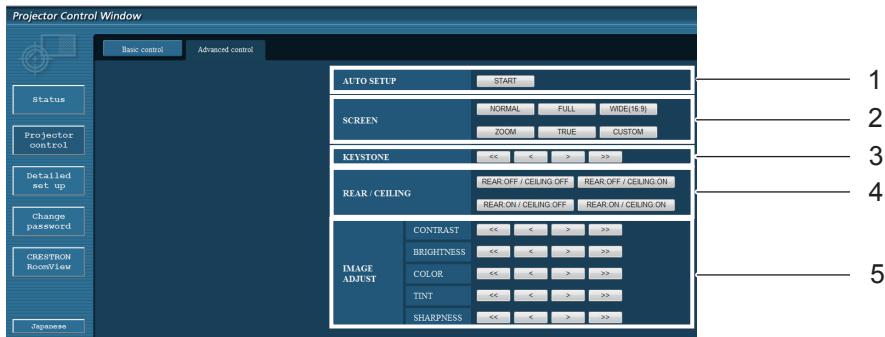 Projector Control Window
Basic control Advanced control
AUTO SETUP START 1
Status
SCREEN NORMAL FULL WIDE(16:9) 2
ZOOM TRUE CUSTOM
Projector control
KEYSTONE << < > >> 3
Detailed set up
REAR / CEILING REAR:OFF / CEILING:OFF REAR:OFF / CEILING:ON 4
REAR:ON / CEILING:OFF REAR:ON / CEILING:ON
Change password
IMAGE ADJUST
CONTRAST << < > >>
BRIGHTNESS << < > >>
COLOR << < > >> 5
TINT << < > >>
SHARPNESS << < > >>
CRESTRON RoomView
Japanese